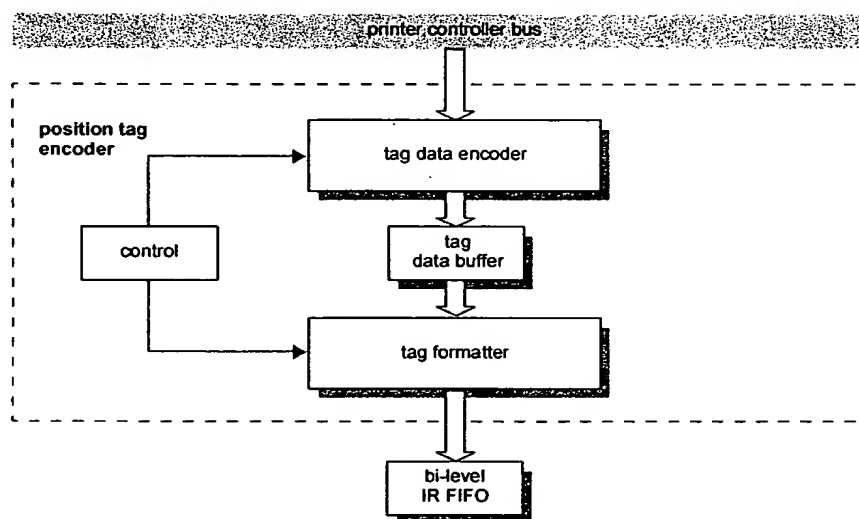 printer controller bus
position tag
encoder
tag data encoder
control
tag
data buffer
tag formatter
bi-level
IR FIFO